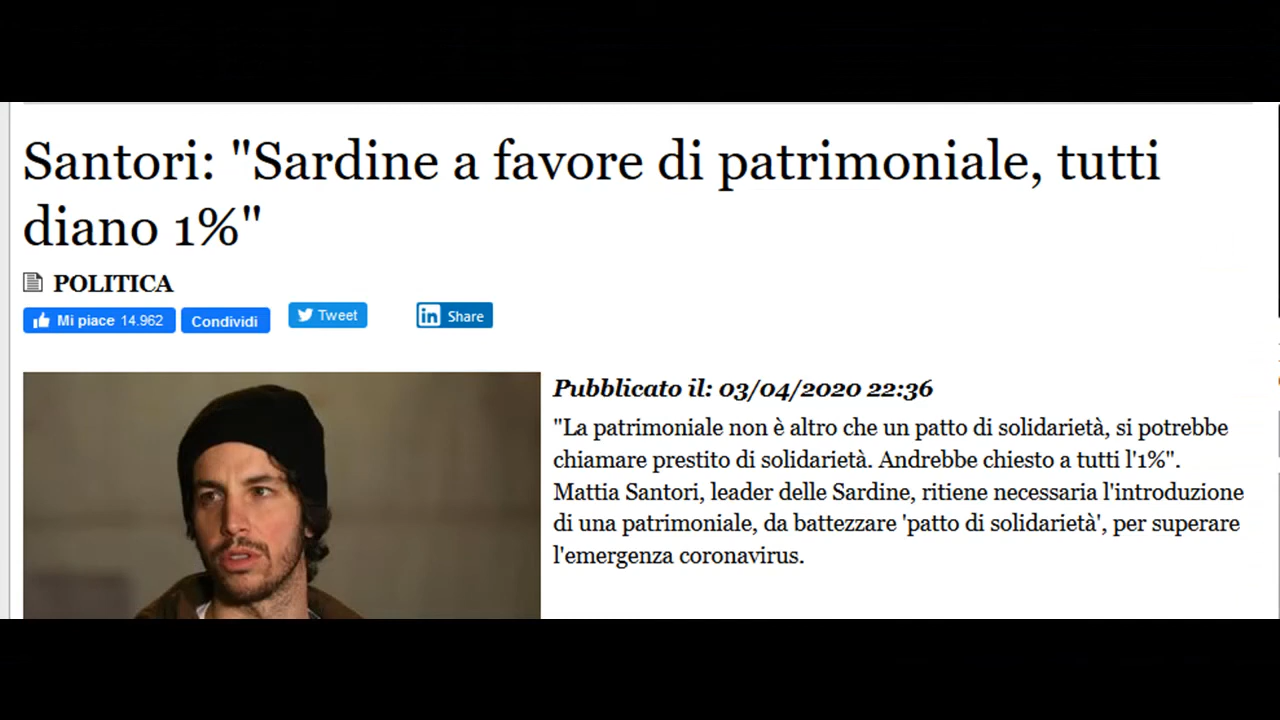 Santori: "Sardine a favore di patrimoniale, tutti
diano 1%"
POLITICA
Mi piace 14.962 Condividi Tweet in Share
Pubblicato il: 03/04/2020 22:36
"La patrimoniale non è altro che un patto di solidarietà, si potrebbe
chiamare prestito di solidarietà. Andrebbe chiesto a tutti l'1%".
Mattia Santori, leader delle Sardine, ritiene necessaria l'introduzione
di una patrimoniale, da battezzare 'patto di solidarietà', per superare
l'emergenza coronavirus.